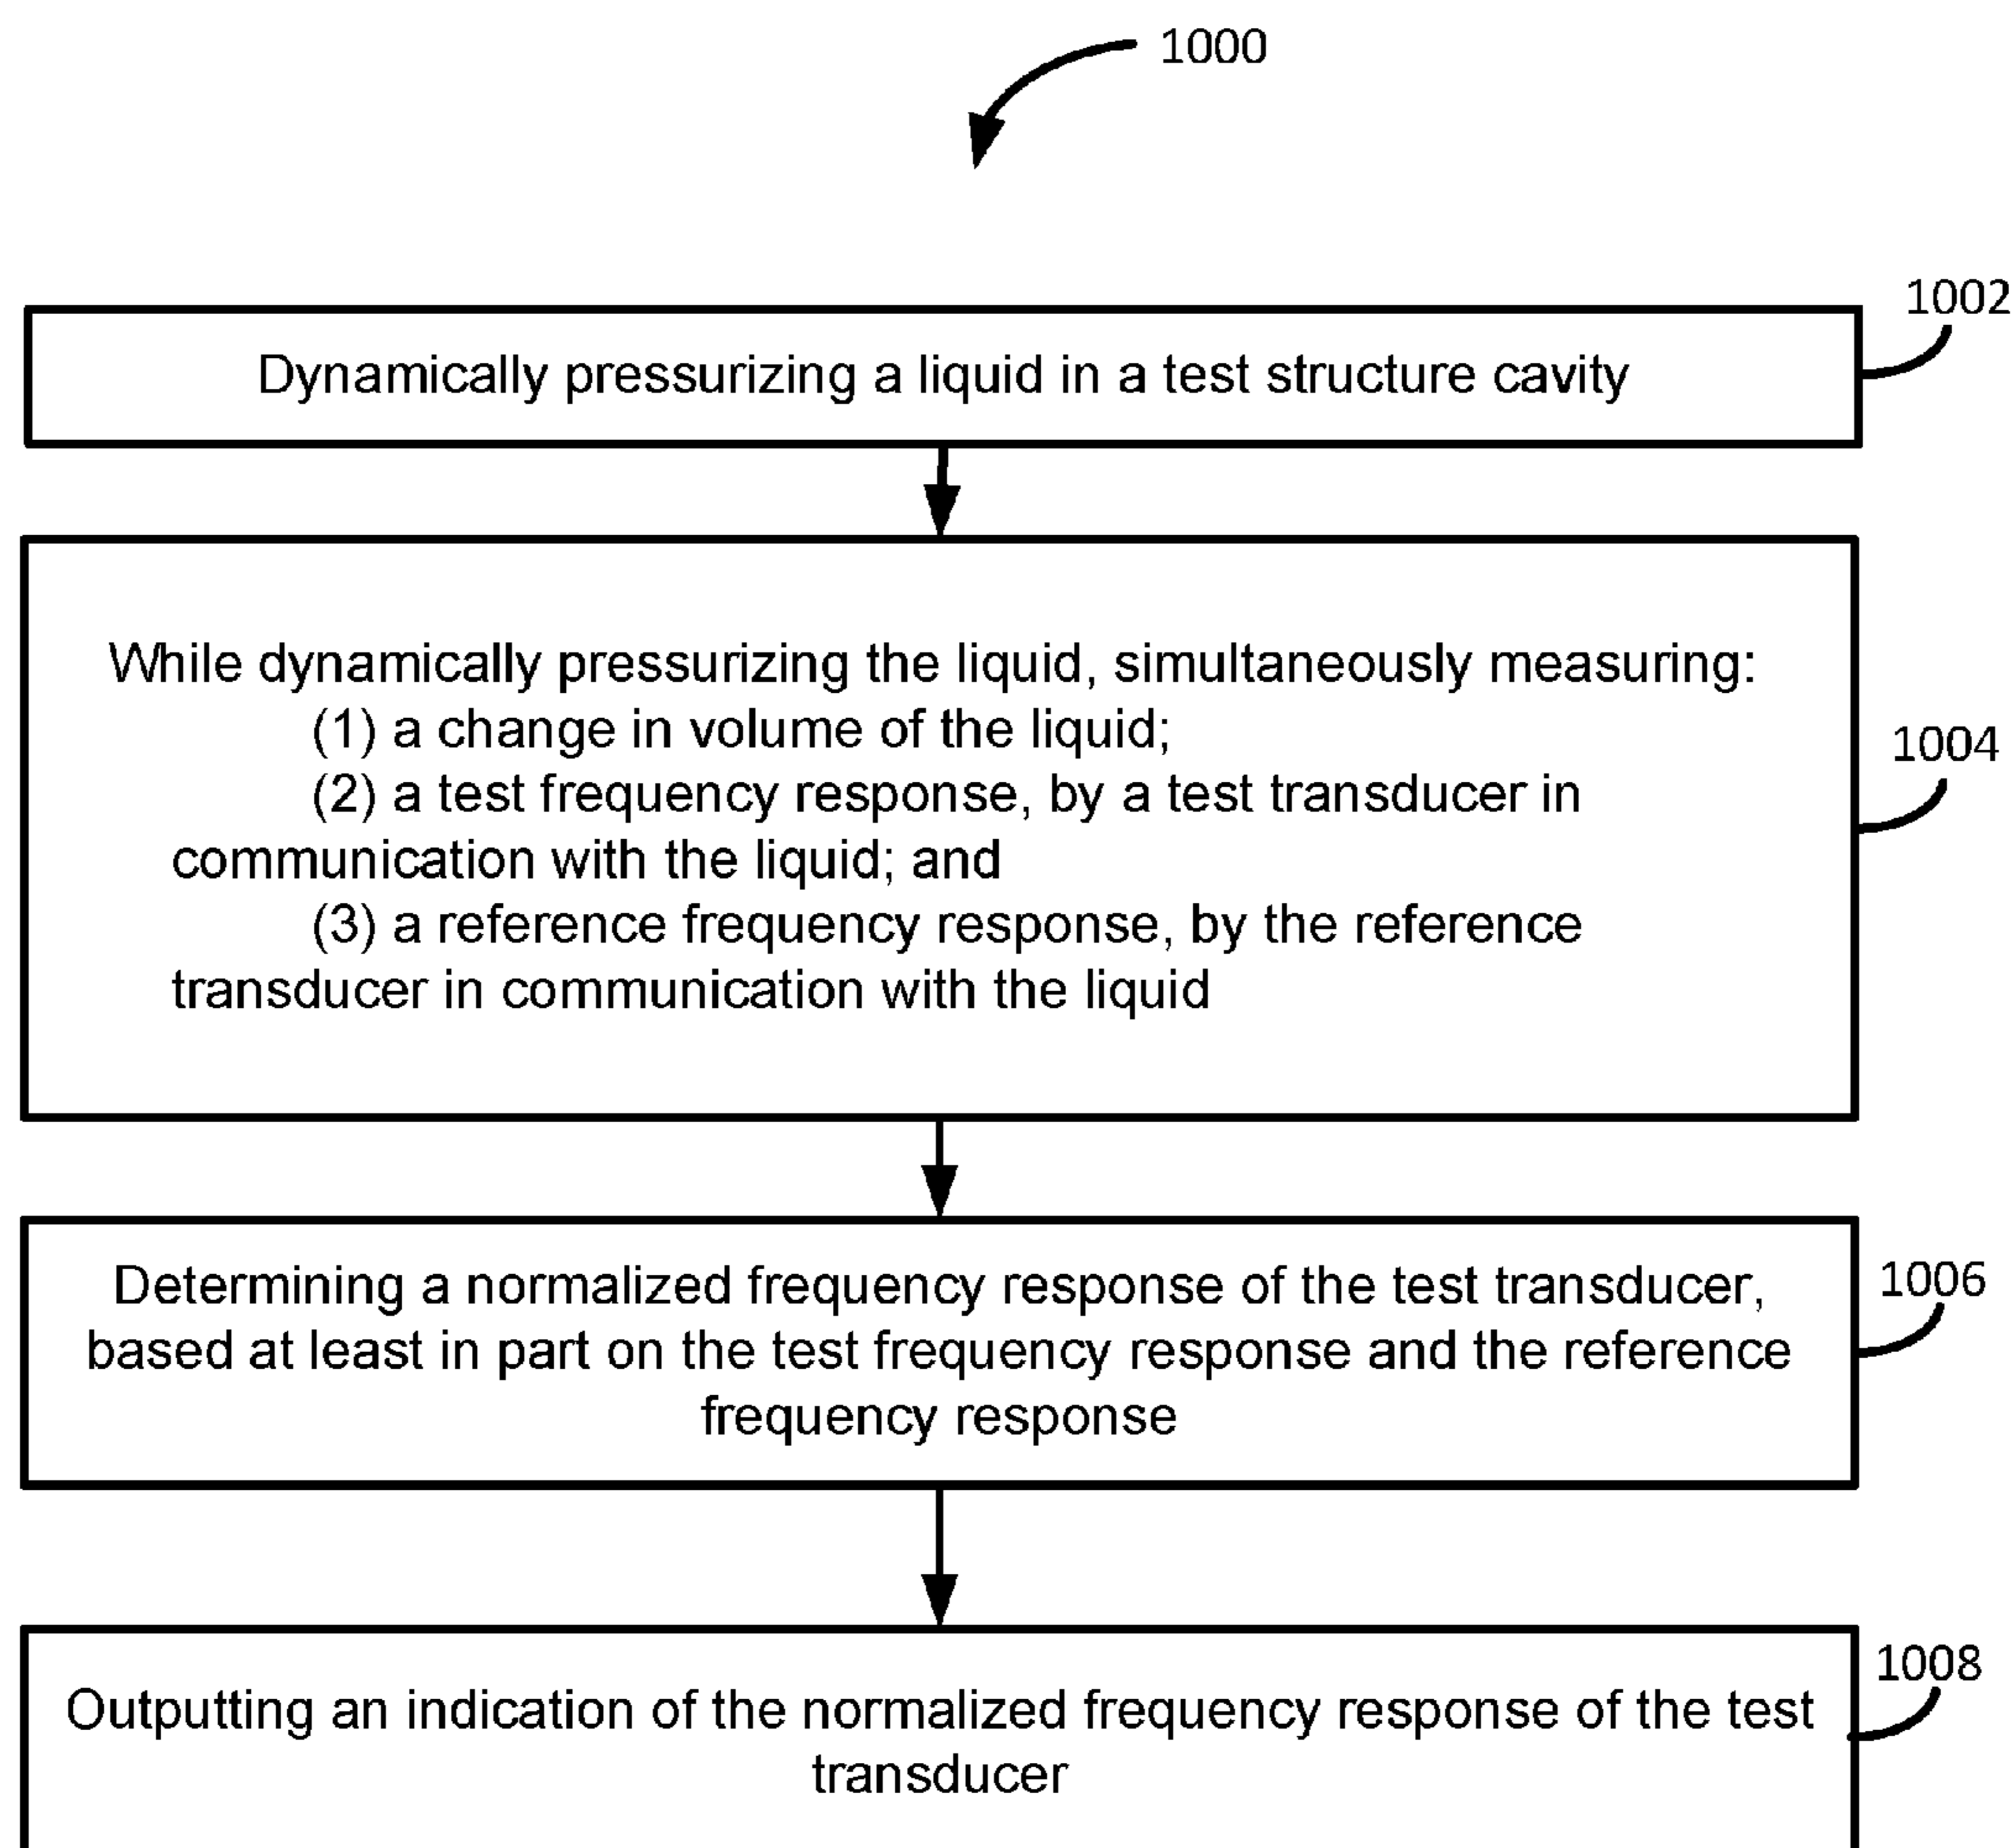 1000
1002
Dynamically pressurizing a liquid in a test structure cavity
While dynamically pressurizing the liquid, simultaneously measuring:
(1) a change in volume of the liquid;
1004
(2) a test frequency response, by a test transducer in
communication with the liquid; and
(3) a reference frequency response, by the reference
transducer in communication with the liquid
1006
Determining a normalized frequency response of the test transducer,
based at least in part on the test frequency response and the reference
frequency response
1008
Outputting an indication of the normalized frequency response of the test
transducer